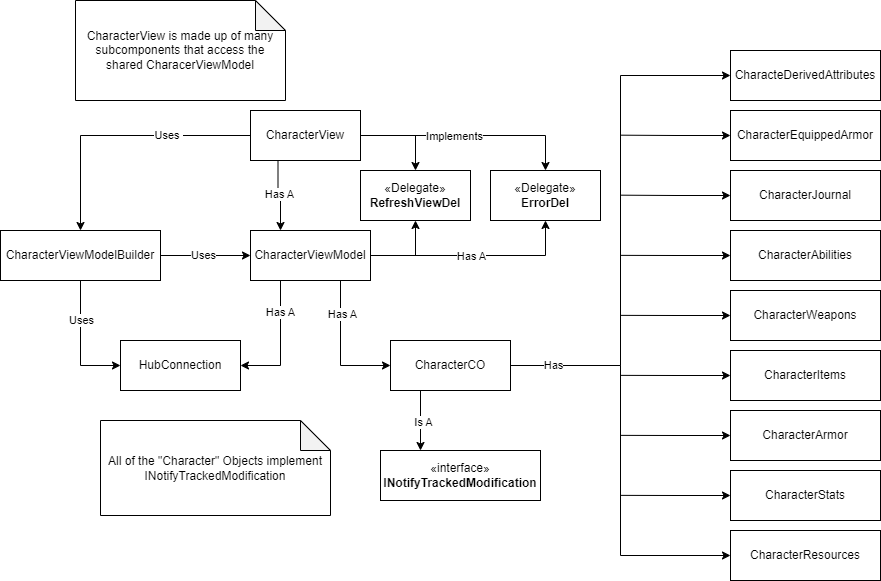 CharacterView is made up of many
subcomponents that access the
shared CharacerViewModel
CharacterView
Uses
Implements
Has A
«Delegate»
RefreshViewDel
«Delegate»
ErrorDel
CharacterViewModelBuilder
Uses
CharacterViewModel
Has A
Uses
Has A
Has A
HubConnection
CharacterCO
Has
Is A
«interface»
INotifyTrackedModification
All of the "Character" Objects implement
INotifyTrackedModification
CharacteDerivedAttributes
CharacterEquippedArmor
CharacterJournal
CharacterAbilities
CharacterWeapons
CharacterItems
CharacterArmor
CharacterStats
CharacterResources